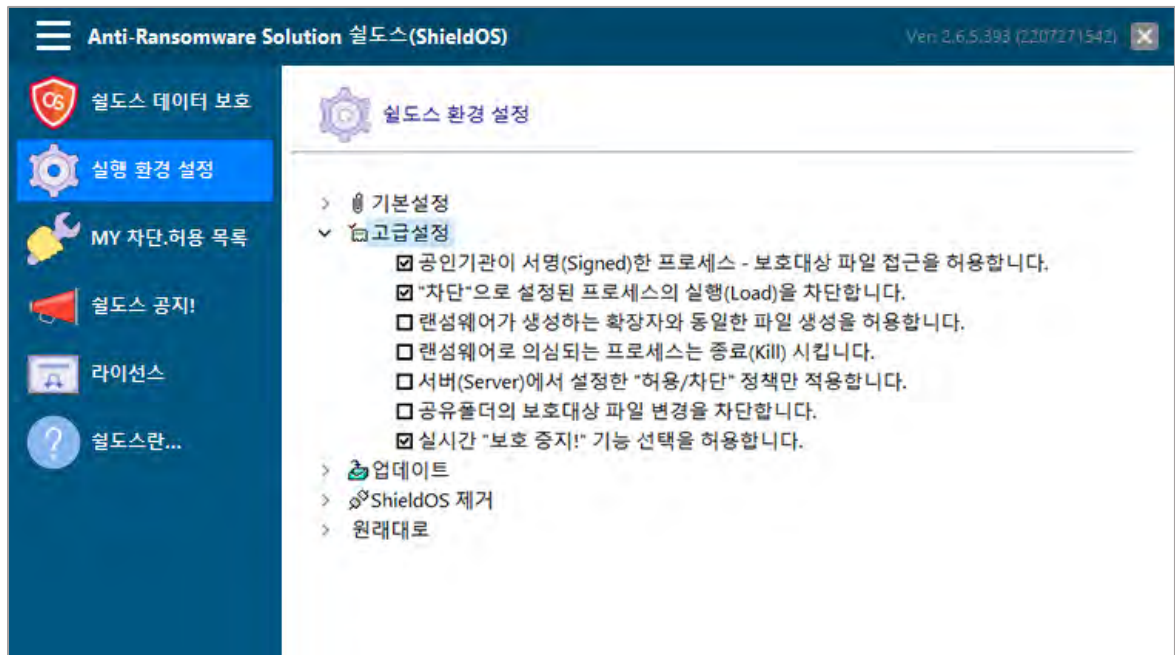 Anti-Ransomware Solution 쉴도스(ShieldOS)
Ver: 2.6.5.393 (2207271542)
쉴도스 데이터 보호
실행 환경 설정
MY 차단.허용 목록
쉴도스 공지!
라이선스
쉴도스란...
쉴도스 환경 설정
기본설정
고급설정
공인기관이 서명(Signed)한 프로세스 - 보호대상 파일 접근을 허용합니다.
"차단"으로 설정된 프로세스의 실행(Load)을 차단합니다.
랜섬웨어가 생성하는 확장자와 동일한 파일 생성을 허용합니다.
랜섬웨어로 의심되는 프로세스는 종료(Kill) 시킵니다.
서버(Server)에서 설정한 "허용/차단" 정책만 적용합니다.
공유폴더의 보호대상 파일 변경을 차단합니다.
실시간 "보호 중지!" 기능 선택을 허용합니다.
업데이트
ShieldOS 제거
원래대로